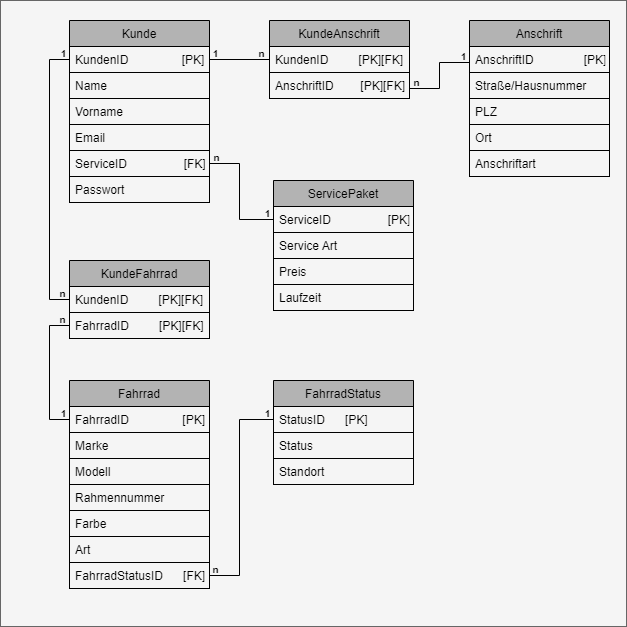 Kunde
1 KundenID [PK] 1
Name
Vorname
Email
ServiceID [FK] n
Passwort
KundeAnschrift
n KundenID [PK][FK]
AnschriftID [PK][FK] n
Anschrift
1 AnschriftID [PK]
Straße/Hausnummer
PLZ
Ort
Anschriftart
ServicePaket
1 ServiceID [PK]
Service Art
Preis
Laufzeit
KundeFahrrad
n KundenID [PK][FK]
n FahrradID [PK][FK]
Fahrrad
1 FahrradID [PK]
Marke
Modell
Rahmennummer
Farbe
Art
FahrradStatusID [FK] n
FahrradStatus
1 StatusID [PK]
Status
Standort